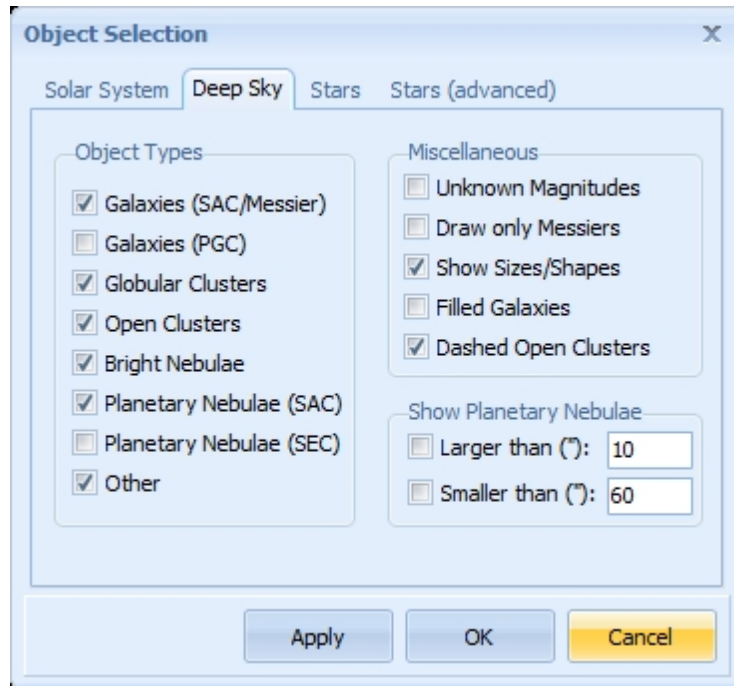 Object Selection
Solar System Deep Sky Stars Stars (advanced)
Object Types
Galaxies (SAC/Messier)
Galaxies (PGC)
Globular Clusters
Open Clusters
Bright Nebulae
Planetary Nebulae (SAC)
Planetary Nebulae (SEC)
Other
Miscellaneous
Unknown Magnitudes
Draw only Messiers
Show Sizes/Shapes
Filled Galaxies
Dashed Open Clusters
Show Planetary Nebulae
Larger than ("): 10
Smaller than ("): 60
Apply OK Cancel